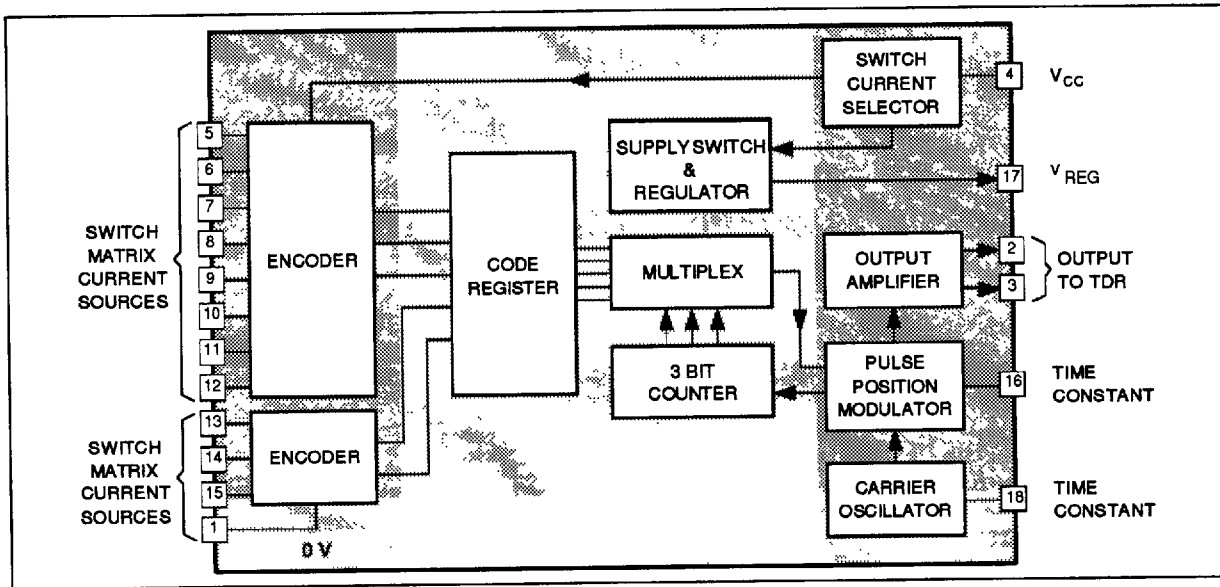 SWITCH
CURRENT
SELECTOR
4
VCC
SUPPLY SWITCH
&
REGULATOR
17
VREG
5
6
7
8
9
10
11
12
SWITCH
MATRIX
CURRENT
SOURCES
ENCODER
CODE
REGISTER
MULTIPLEX
OUTPUT
AMPLIFIER
2
3
OUTPUT
TO TDR
3 BIT
COUNTER
PULSE
POSITION
MODULATOR
16
TIME
CONSTANT
13
14
15
1
SWITCH
MATRIX
CURRENT
SOURCES
ENCODER
0 V
CARRIER
OSCILLATOR
18
TIME
CONSTANT